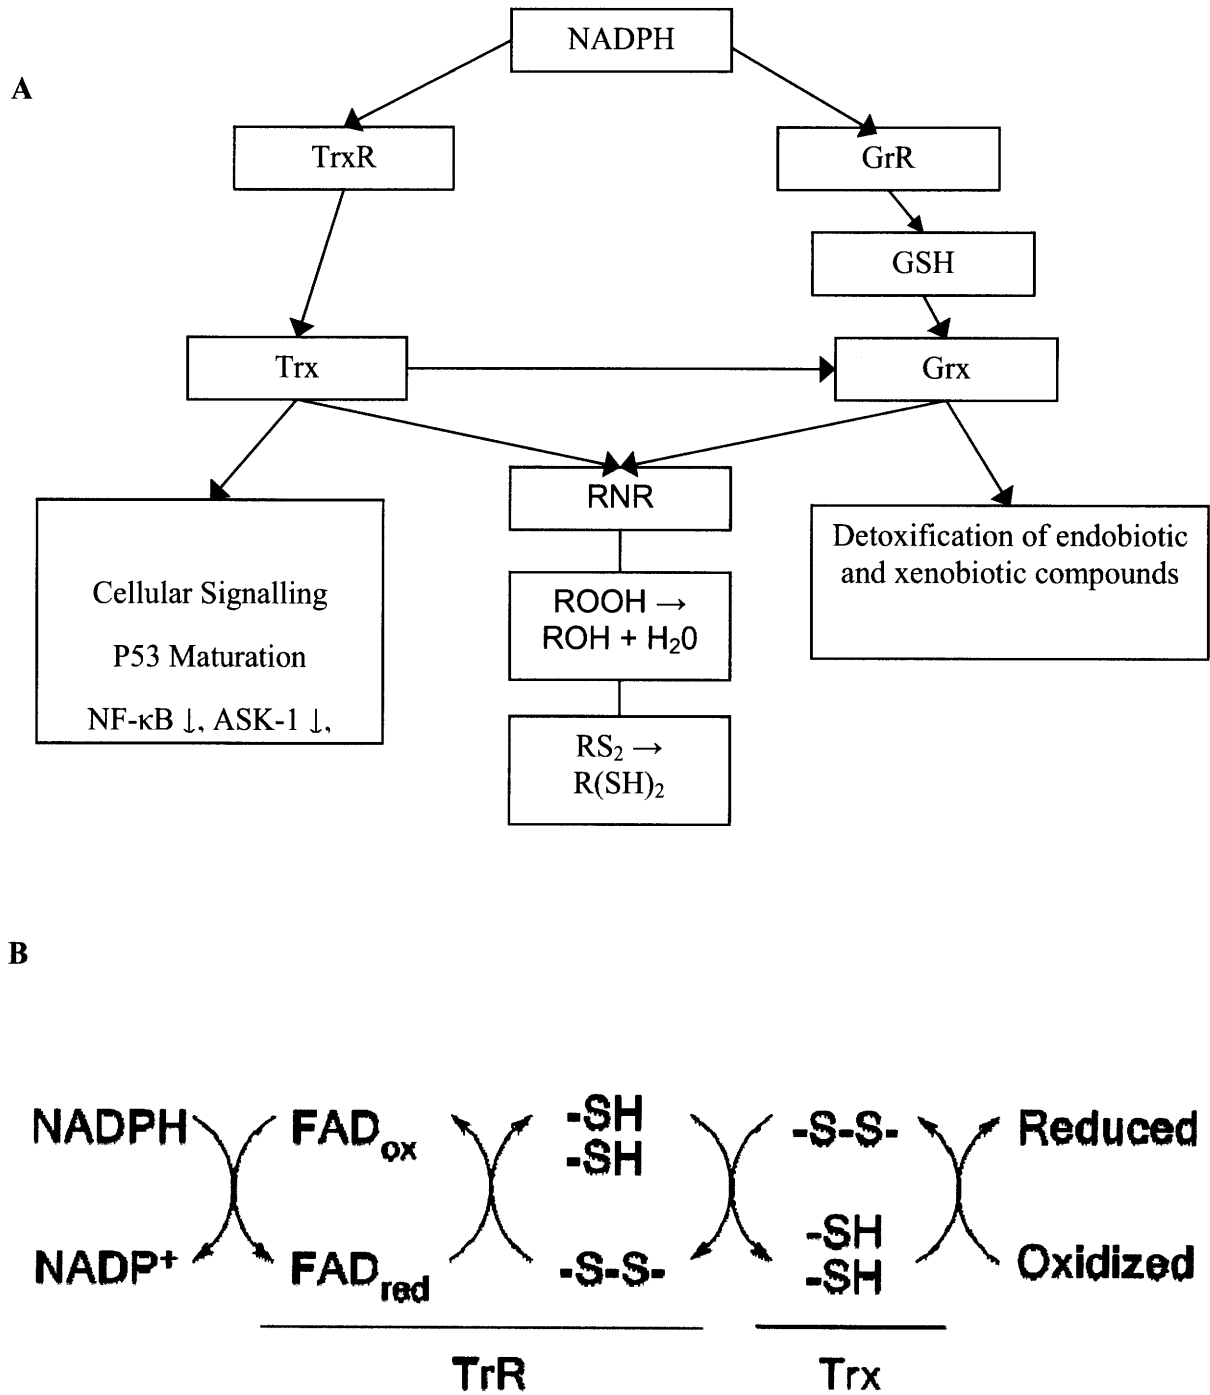 A
NADPH
TrxR
GrR
GSH
Trx
Grx
RNR
Cellular Signalling
P53 Maturation
NF-κB ↓, ASK-1 ↓,
ROOH →
ROH + H₂0
RS₂ →
R(SH)₂
Detoxification of endobiotic
and xenobiotic compounds
B
NADPH
NADP⁺
FADox
FADred
-SH
-SH
-S-S-
-S-S-
-SH
-SH
Reduced
Oxidized
TrR
Trx